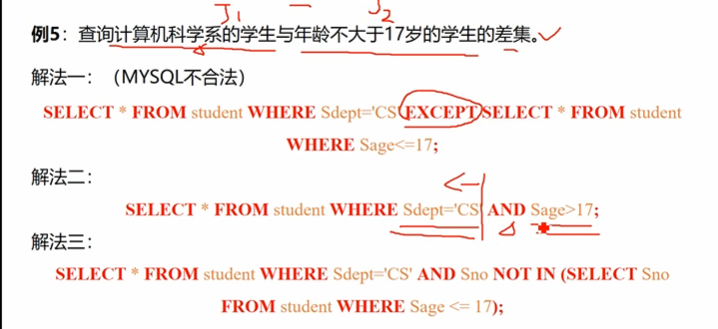 J1 — J2
例5：查询计算机科学系的学生与年龄不大于17岁的学生的差集。
解法一：（MYSQL不合法）
SELECT * FROM student WHERE Sdept='CS' EXCEPT SELECT * FROM student
WHERE Sage<=17;
解法二：
SELECT * FROM student WHERE Sdept='CS' AND Sage>17;
解法三：
SELECT * FROM student WHERE Sdept='CS' AND Sno NOT IN (SELECT Sno
FROM student WHERE Sage <= 17);